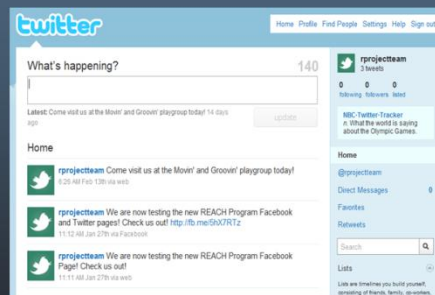 twitter
Home Profile Find People Settings Help Sign out
What's happening?
140
Latest: Come visit us at the Movin' and Groovin' playgroup today! 14 days
ago
update
Home
rprojectteam Come visit us at the Movin' and Groovin' playgroup today!
6:25 AM Feb 13th via web
rprojectteam We are now testing the new REACH Program Facebook
and Twitter pages! Check us out! http://fb.me/5hX7RTz
11:12 AM Jan 27th via Facebook
rprojectteam We are now testing the new REACH Program Facebook
Page! Check us out!
11:11 AM Jan 27th via web
rprojectteam
3 tweets
0 0 0
following followers listed
NBC-Twitter-Tracker
n. What the world is saying
about the Olympic Games.
Home
@rprojectteam
Direct Messages 0
Favorites
Retweets
Search
Lists
Lists are timelines you build yourself,
consisting of friends, family, co-workers,